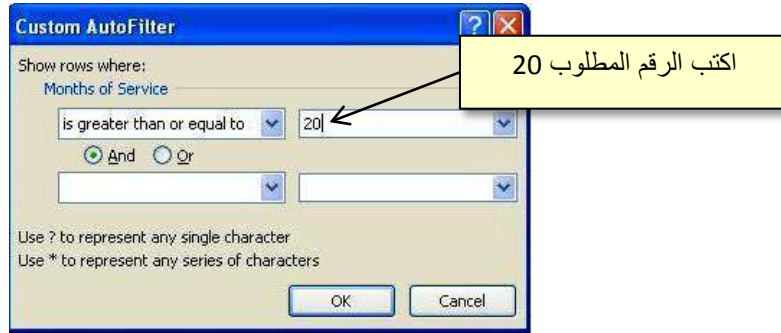 Custom AutoFilter
اكتب الرقم المطلوب 20
Show rows where:
Months of Service
is greater than or equal to 20
And Or
Use ? to represent any single character
Use * to represent any series of characters
OK Cancel